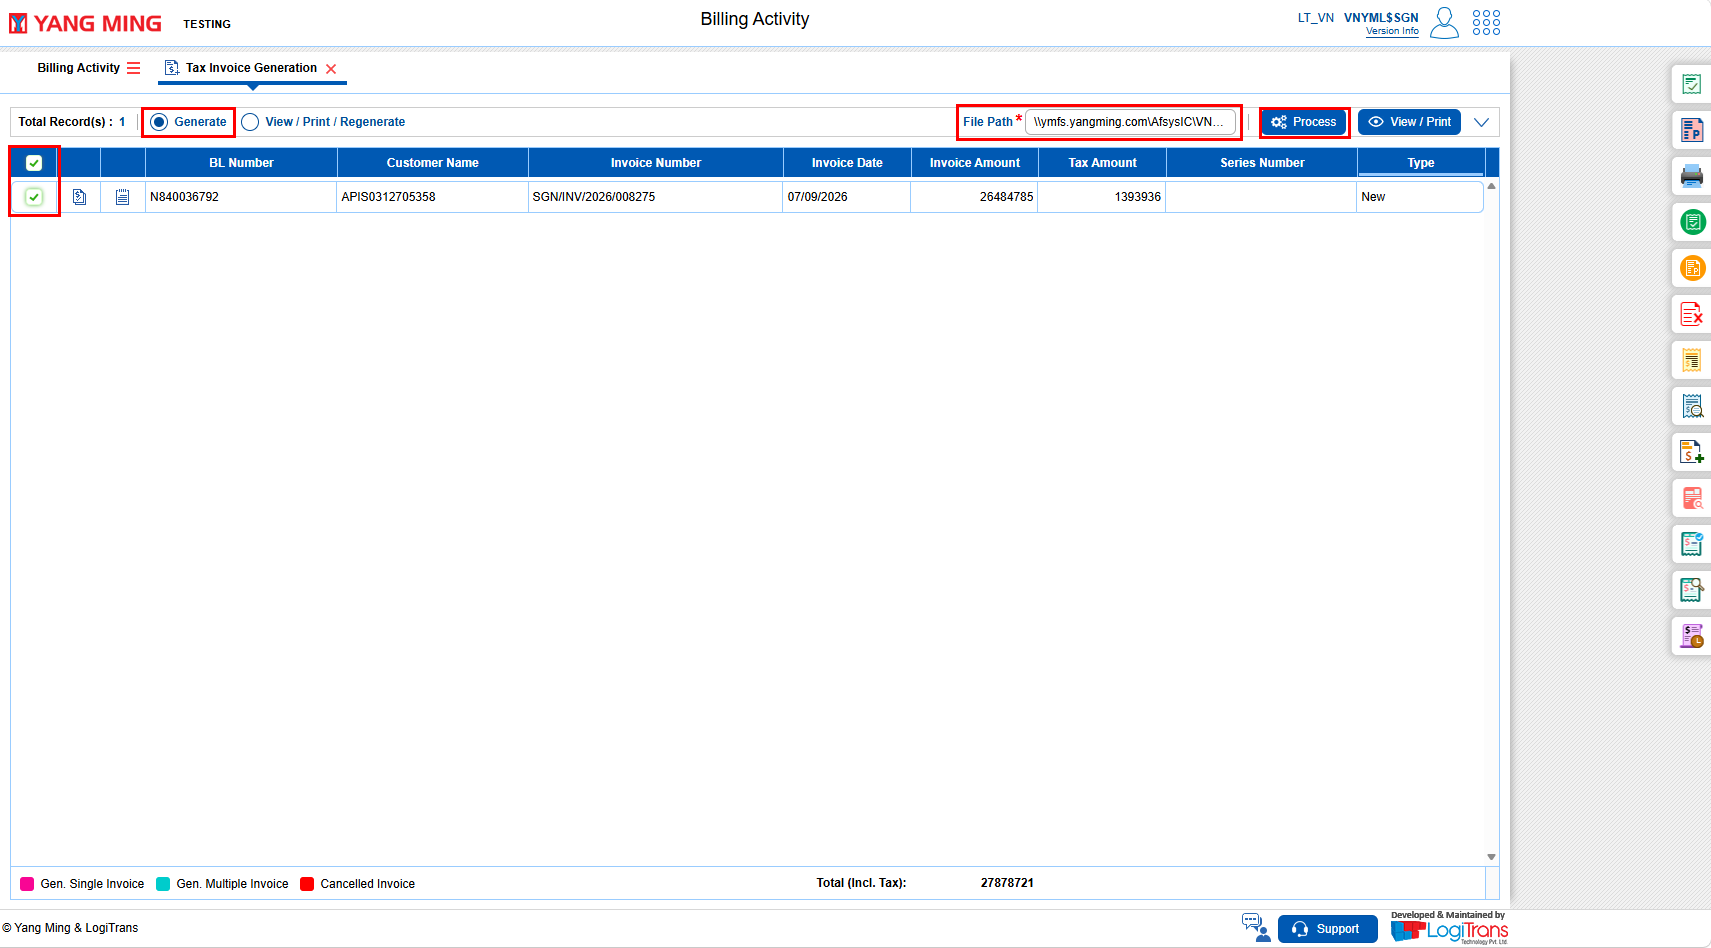 YANG MING TESTING Billing Activity LT_VN VNYML$SGN
Version Info
Billing Activity Tax Invoice Generation
Total Record(s) : 1 Generate View / Print / Regenerate File Path * \\ymfs.yangming.com\AfsysIC\VN... Process View / Print
BL Number Customer Name Invoice Number Invoice Date Invoice Amount Tax Amount Series Number Type
N840036792 APIS0312705358 SGN/INV/2026/008275 07/09/2026 26484785 1393936 New
Gen. Single Invoice Gen. Multiple Invoice Cancelled Invoice Total (Incl. Tax): 27878721
© Yang Ming & LogiTrans Support
Developed & Maintained by
LogiTrans
Technology Pvt. Ltd.